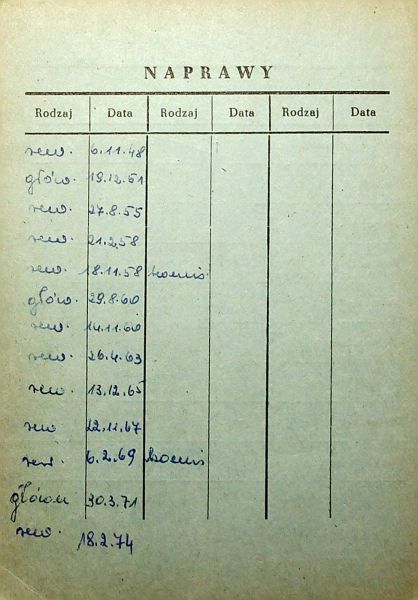 NAPRAWY
Rodzaj Data Rodzaj Data Rodzaj Data
rew. 6.11.48
główn. 19.12.51
rew. 27.8.55
rew. 21.2.58
rew. 18.11.58
główn. 29.8.60
rew. 14.11.60
rew. 26.4.63
rew. 13.12.65
rew 22.11.67
rew. 6.2.69
główn 30.3.71
rew. 18.2.74